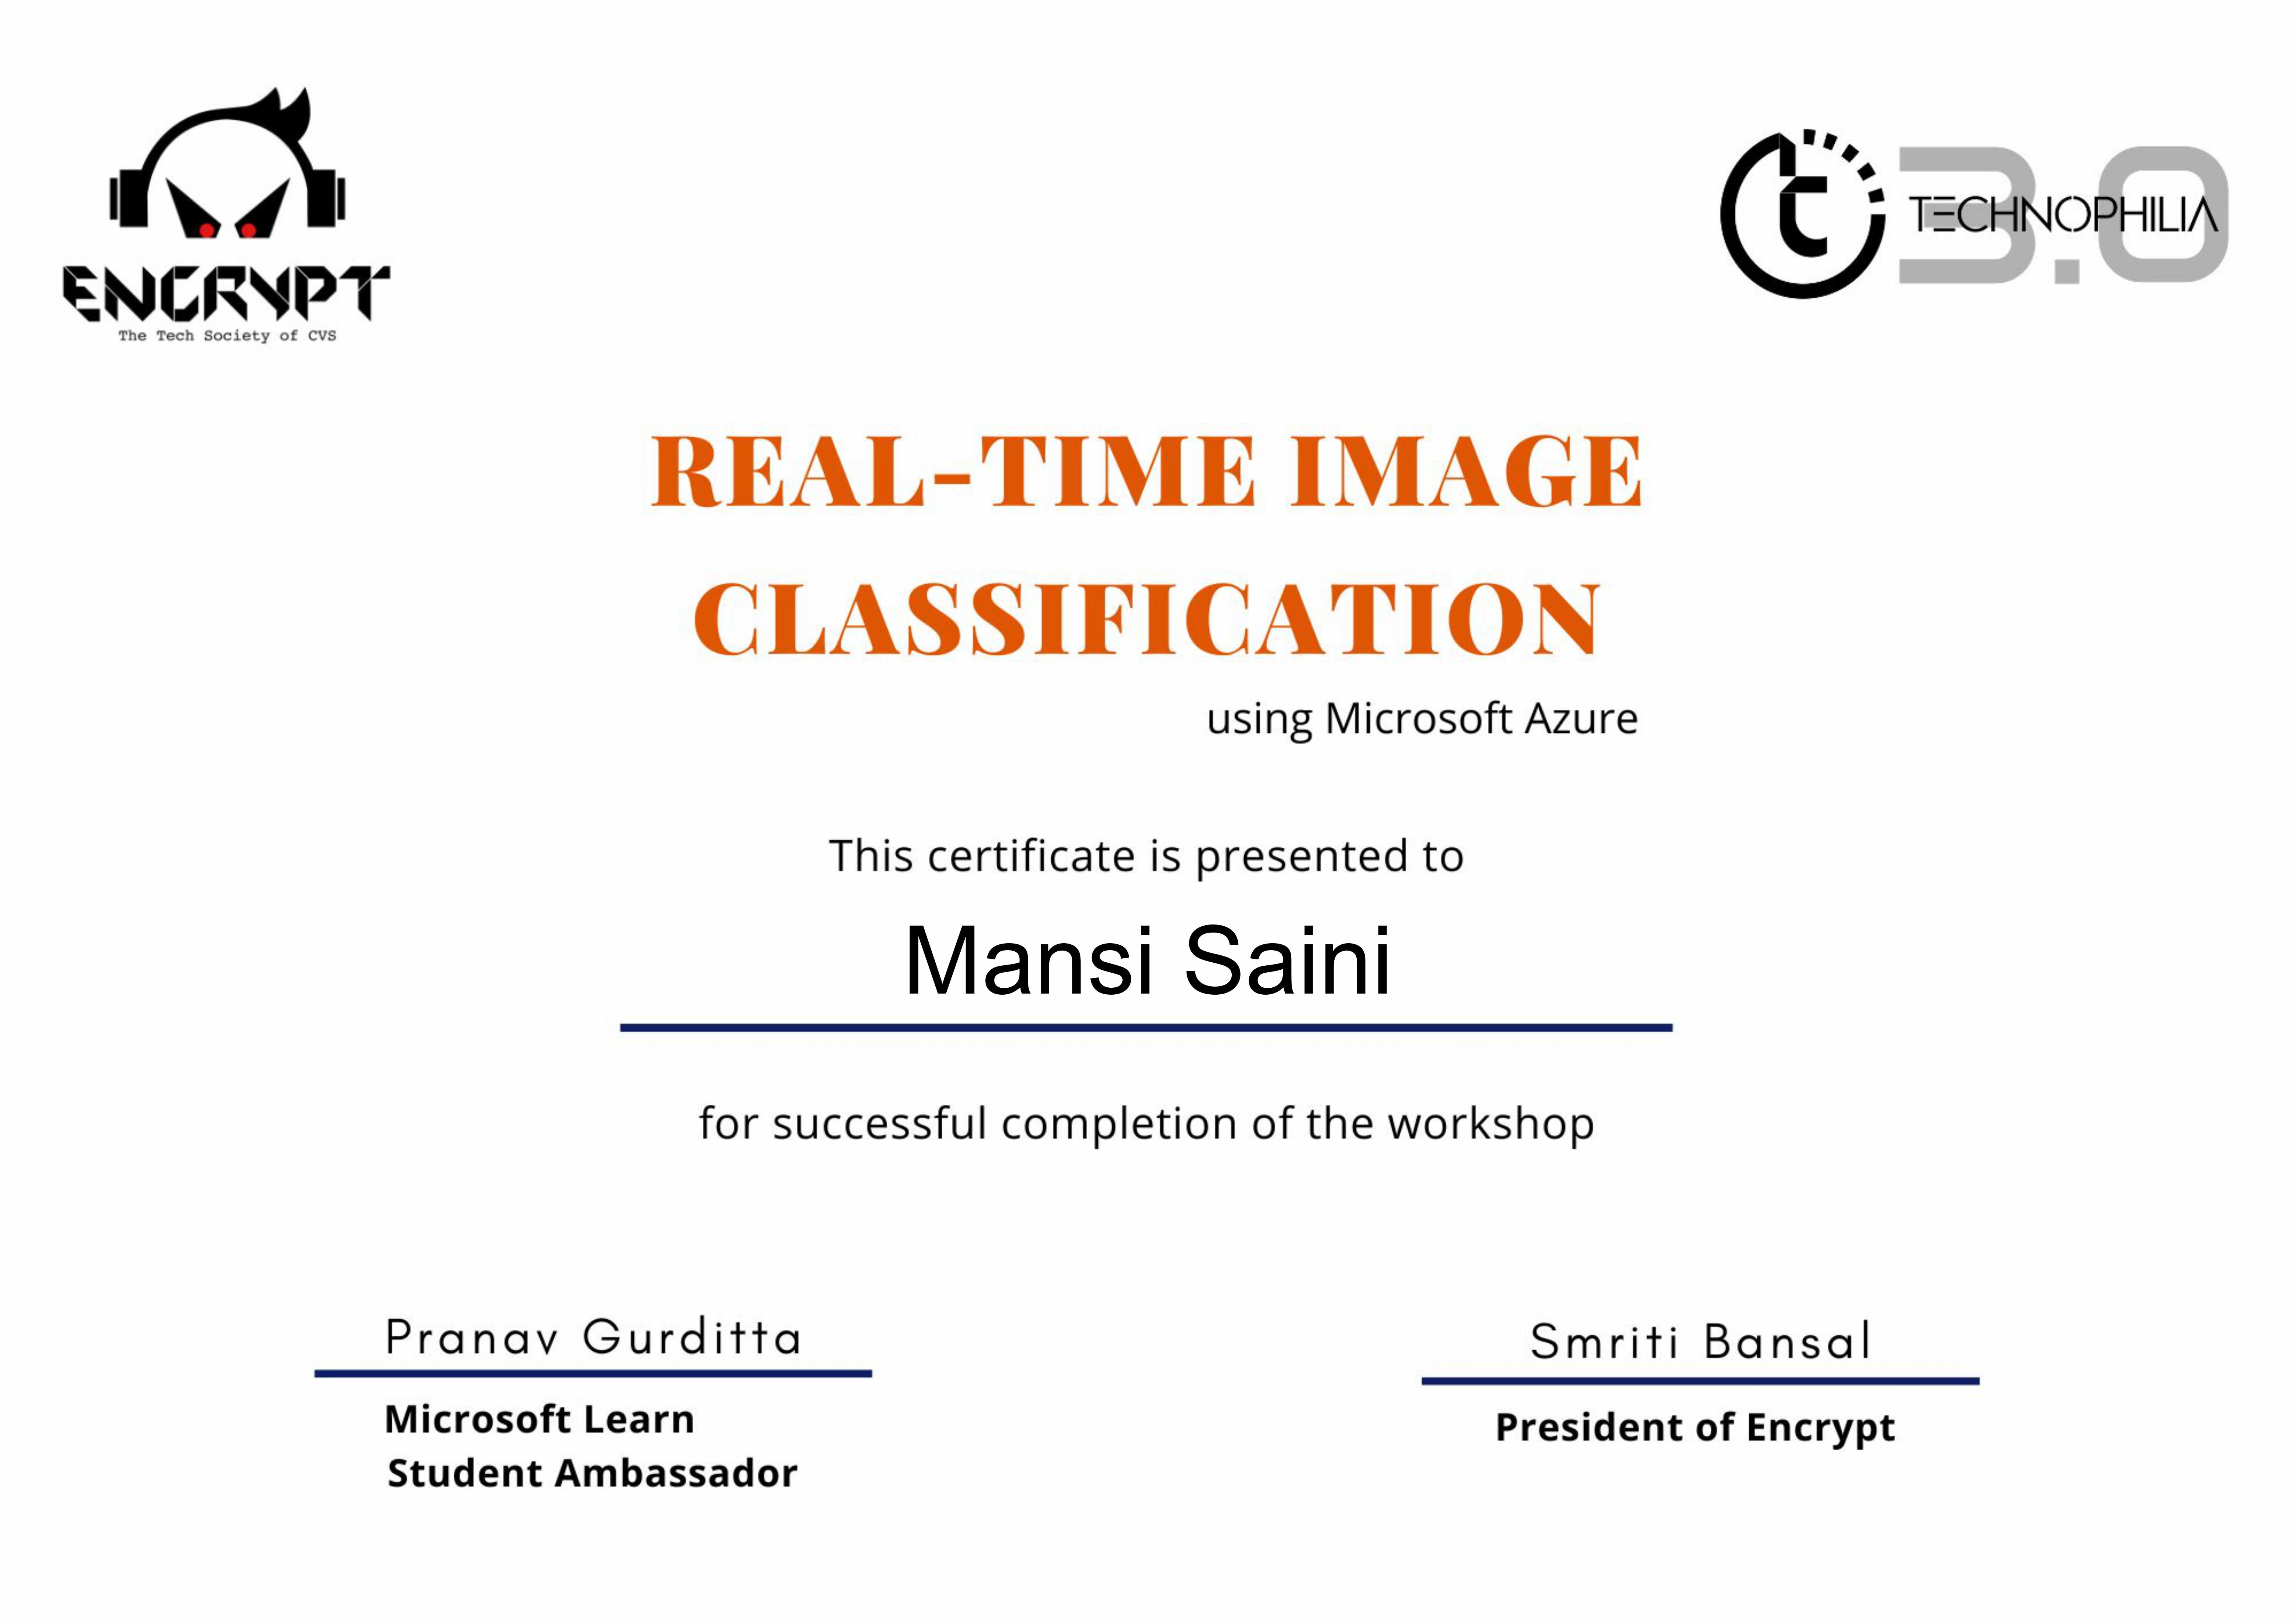 ENCRYPT
The Tech Society of CVS
t TECHNOPHILIA 3.0
REAL-TIME IMAGE
CLASSIFICATION
using Microsoft Azure
This certificate is presented to
Mansi Saini
for successful completion of the workshop
Pranav Gurditta
Microsoft Learn
Student Ambassador
Smriti Bansal
President of Encrypt